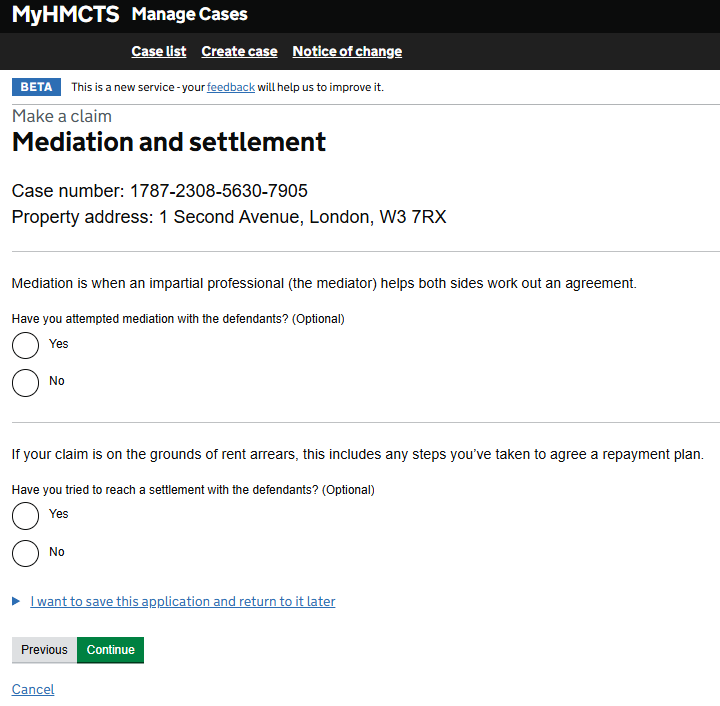 MyHMCTS Manage Cases
Case list Create case Notice of change
BETA This is a new service - your feedback will help us to improve it.
Make a claim
Mediation and settlement
Case number: 1787-2308-5630-7905
Property address: 1 Second Avenue, London, W3 7RX
Mediation is when an impartial professional (the mediator) helps both sides work out an agreement.
Have you attempted mediation with the defendants? (Optional)
Yes
No
If your claim is on the grounds of rent arrears, this includes any steps you’ve taken to agree a repayment plan.
Have you tried to reach a settlement with the defendants? (Optional)
Yes
No
I want to save this application and return to it later
Previous Continue
Cancel